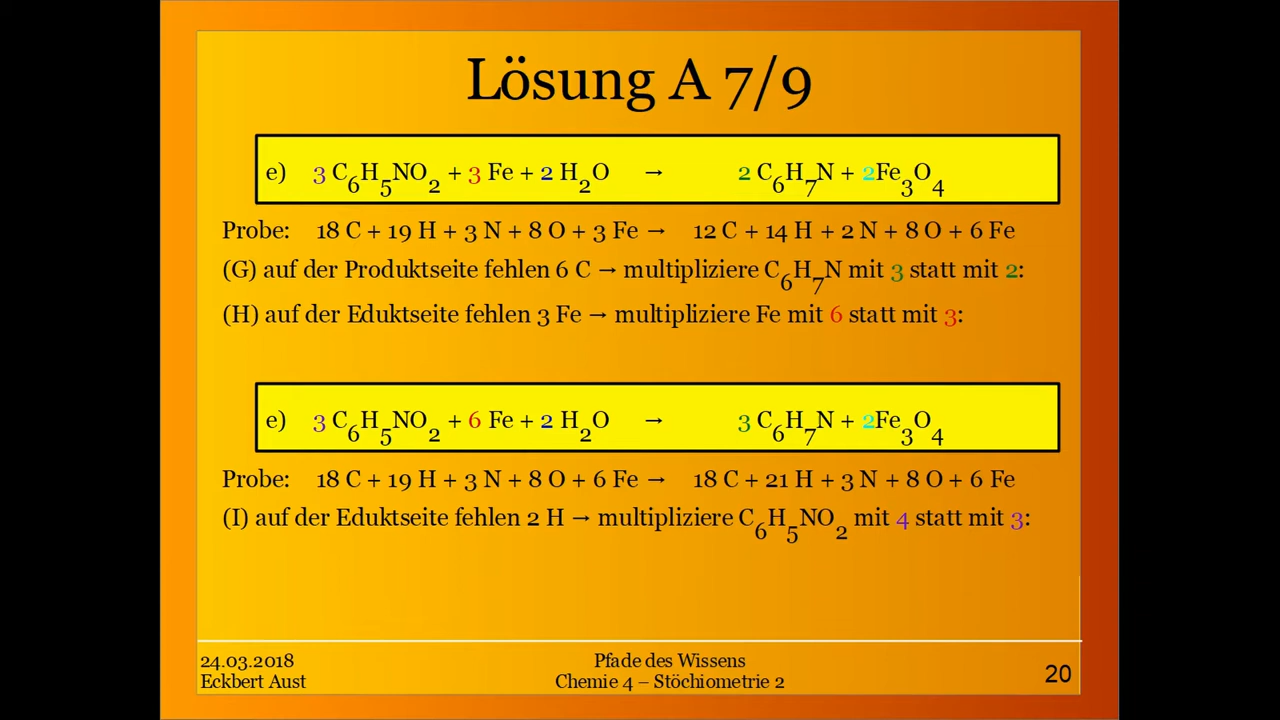 Lösung A 7/9
e) 3 C6H5NO2 + 3 Fe + 2 H2O → 2 C6H7N + 2Fe3O4
Probe: 18 C + 19 H + 3 N + 8 O + 3 Fe → 12 C + 14 H + 2 N + 8 O + 6 Fe
(G) auf der Produktseite fehlen 6 C → multipliziere C6H7N mit 3 statt mit 2:
(H) auf der Eduktseite fehlen 3 Fe → multipliziere Fe mit 6 statt mit 3:
e) 3 C6H5NO2 + 6 Fe + 2 H2O → 3 C6H7N + 2Fe3O4
Probe: 18 C + 19 H + 3 N + 8 O + 6 Fe → 18 C + 21 H + 3 N + 8 O + 6 Fe
(I) auf der Eduktseite fehlen 2 H → multipliziere C6H5NO2 mit 4 statt mit 3:
24.03.2018
Eckbert Aust
Pfade des Wissens
Chemie 4 – Stöchiometrie 2
20